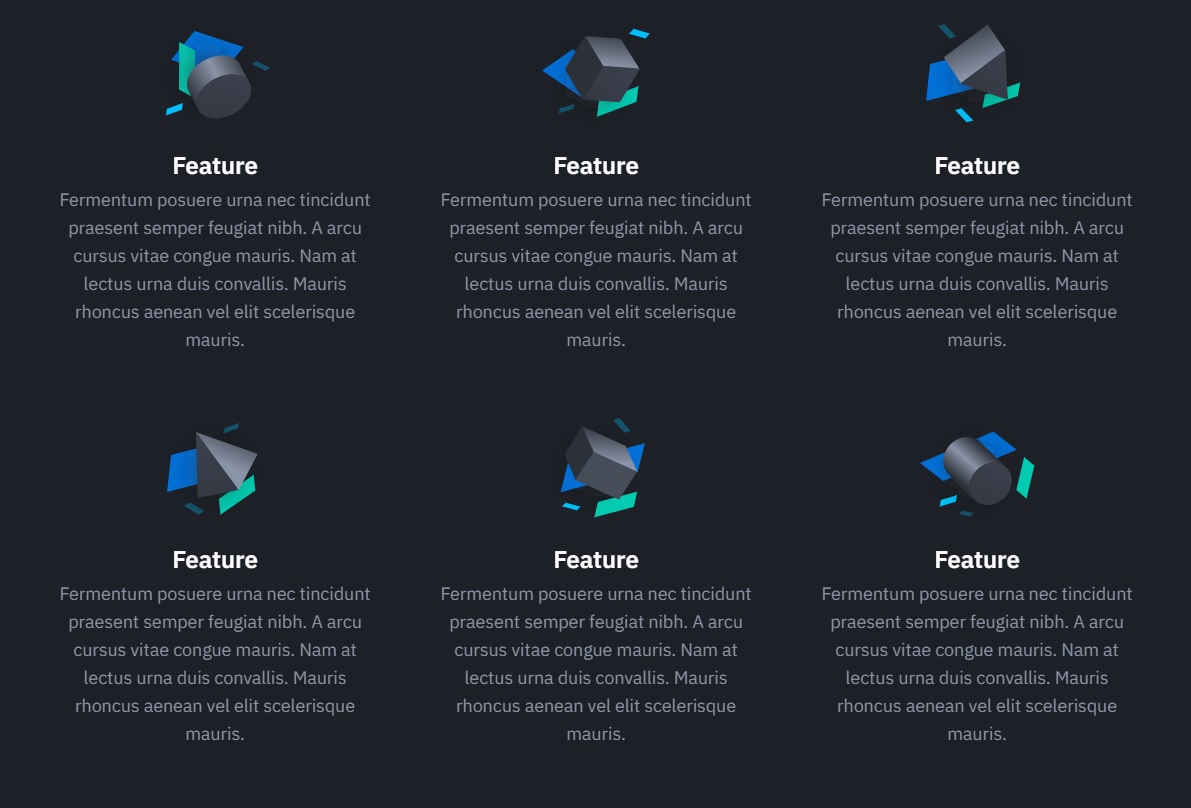 Feature
Fermentum posuere urna nec tincidunt
praesent semper feugiat nibh. A arcu
cursus vitae congue mauris. Nam at
lectus urna duis convallis. Mauris
rhoncus aenean vel elit scelerisque
mauris.
Feature
Fermentum posuere urna nec tincidunt
praesent semper feugiat nibh. A arcu
cursus vitae congue mauris. Nam at
lectus urna duis convallis. Mauris
rhoncus aenean vel elit scelerisque
mauris.
Feature
Fermentum posuere urna nec tincidunt
praesent semper feugiat nibh. A arcu
cursus vitae congue mauris. Nam at
lectus urna duis convallis. Mauris
rhoncus aenean vel elit scelerisque
mauris.
Feature
Fermentum posuere urna nec tincidunt
praesent semper feugiat nibh. A arcu
cursus vitae congue mauris. Nam at
lectus urna duis convallis. Mauris
rhoncus aenean vel elit scelerisque
mauris.
Feature
Fermentum posuere urna nec tincidunt
praesent semper feugiat nibh. A arcu
cursus vitae congue mauris. Nam at
lectus urna duis convallis. Mauris
rhoncus aenean vel elit scelerisque
mauris.
Feature
Fermentum posuere urna nec tincidunt
praesent semper feugiat nibh. A arcu
cursus vitae congue mauris. Nam at
lectus urna duis convallis. Mauris
rhoncus aenean vel elit scelerisque
mauris.